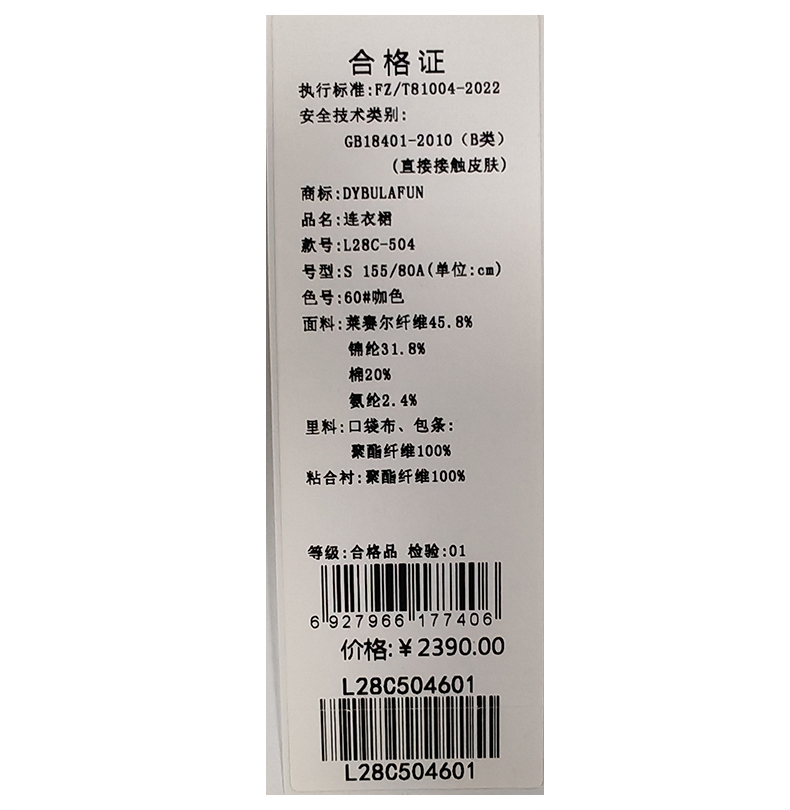 合格证
执行标准:FZ/T81004-2022
安全技术类别:
GB18401-2010（B类）
(直接接触皮肤)
商标:DYBULAFUN
品名:连衣裙
款号:L28C-504
号型:S 155/80A(单位:cm)
色号:60#咖色
面料:莱赛尔纤维45.8%
锦纶31.8%
棉20%
氨纶2.4%
里料:口袋布、包条:
聚酯纤维100%
粘合衬:聚酯纤维100%
等级:合格品 检验:01
6 927966 177406
价格:￥2390.00
L28C504601
L28C504601